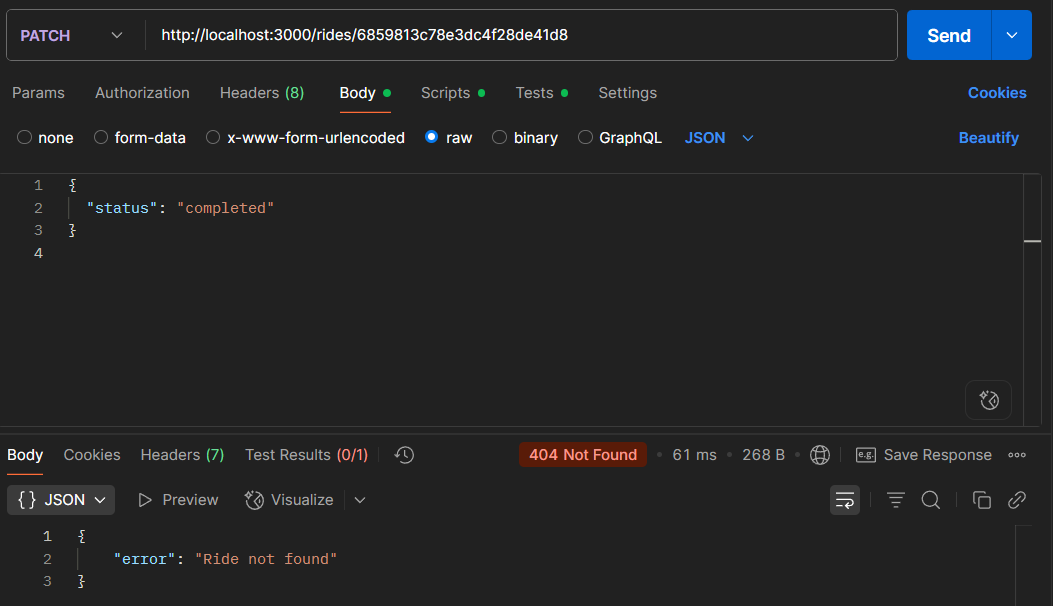 PATCH http://localhost:3000/rides/6859813c78e3dc4f28de41d8 Send
Params Authorization Headers (8) Body Scripts Tests Settings Cookies
none form-data x-www-form-urlencoded raw binary GraphQL JSON Beautify
1 {
2 "status": "completed"
3 }
4
Body Cookies Headers (7) Test Results (0/1) 404 Not Found • 61 ms • 268 B • e.g. Save Response
{} JSON Preview Visualize
1 {
2 "error": "Ride not found"
3 }